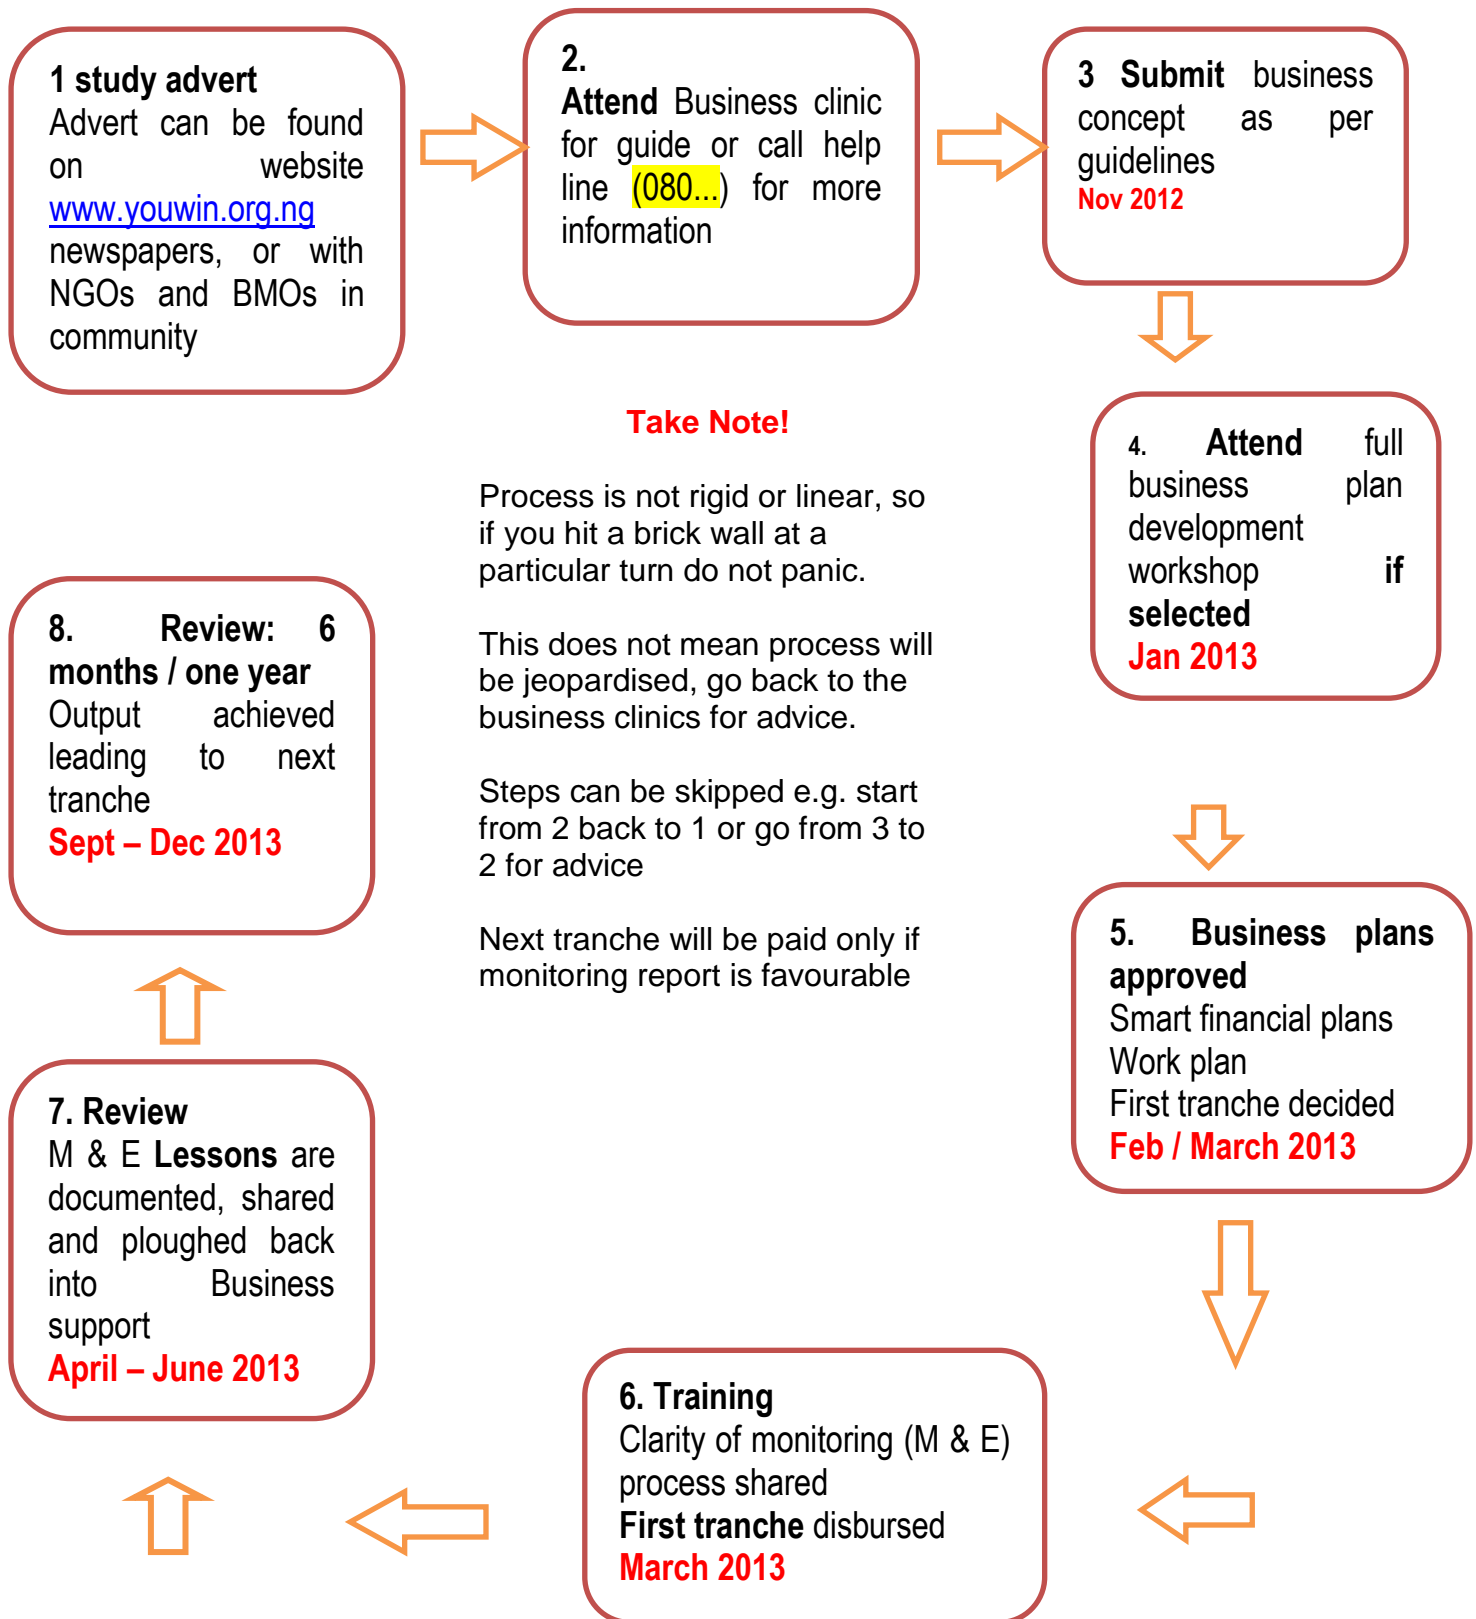 1 study advert
Advert can be found
on website
www.youwin.org.ng
newspapers, or with
NGOs and BMOs in
community
2.
Attend Business clinic
for guide or call help
line (080...) for more
information
3 Submit business
concept as per
guidelines
Nov 2012
4. Attend full
business plan
development
workshop if
selected
Jan 2013
Take Note!
Process is not rigid or linear, so
if you hit a brick wall at a
particular turn do not panic.
This does not mean process will
be jeopardised, go back to the
business clinics for advice.
Steps can be skipped e.g. start
from 2 back to 1 or go from 3 to
2 for advice
Next tranche will be paid only if
monitoring report is favourable
5. Business plans
approved
Smart financial plans
Work plan
First tranche decided
Feb / March 2013
6. Training
Clarity of monitoring (M & E)
process shared
First tranche disbursed
March 2013
7. Review
M & E Lessons are
documented, shared
and ploughed back
into Business
support
April – June 2013
8. Review: 6
months / one year
Output achieved
leading to next
tranche
Sept – Dec 2013